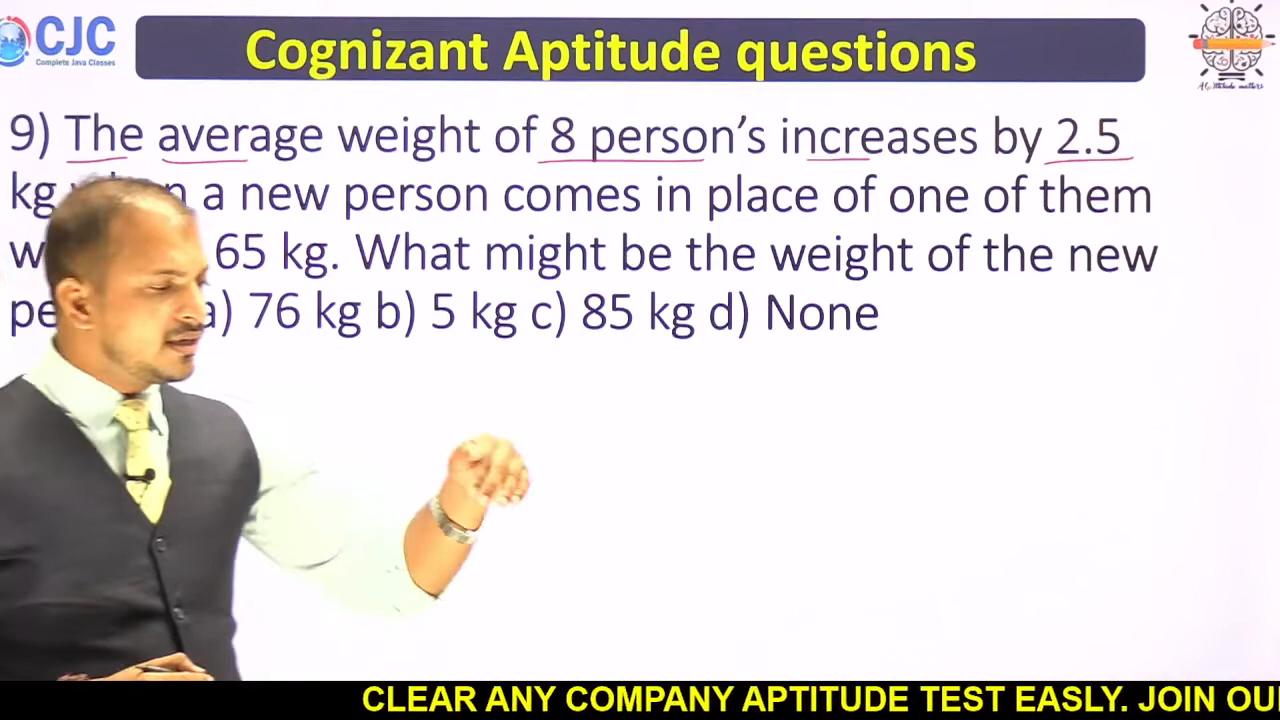 CJC
Complete Java Classes
Cognizant Aptitude questions
9) The average weight of 8 person’s increases by 2.5
kg a new person comes in place of one of them
65 kg. What might be the weight of the new
a) 76 kg b) 5 kg c) 85 kg d) None
CLEAR ANY COMPANY APTITUDE TEST EASLY. JOIN OU